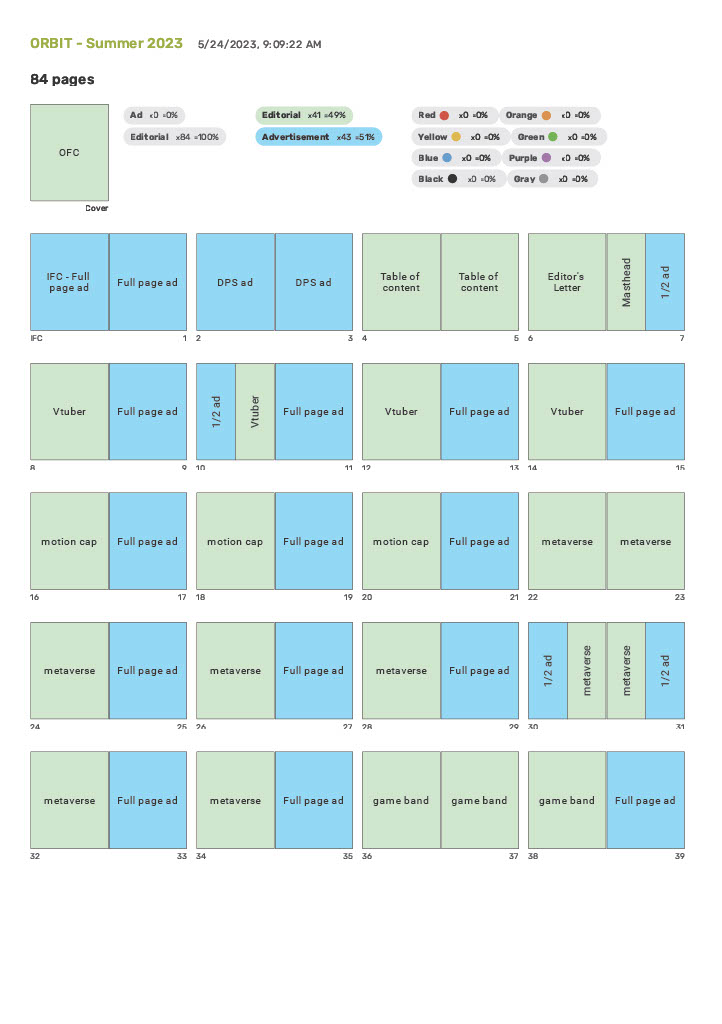 ORBIT - Summer 2023 5/24/2023, 9:09:22 AM
84 pages
OFC
Cover
Ad x0 =0%
Editorial x84 =100%
Editorial x41 =49%
Advertisement x43 =51%
Red x0 =0% Orange x0 =0%
Yellow x0 =0% Green x0 =0%
Blue x0 =0% Purple x0 =0%
Black x0 =0% Gray x0 =0%
IFC - Full
page ad
Full page ad
DPS ad
DPS ad
Table of
content
Table of
content
Editor's
Letter
Masthead
1/2 ad
IFC 1 2 3 4 5 6 7
Vtuber
Full page ad
1/2 ad
Vtuber
Full page ad
Vtuber
Full page ad
Vtuber
Full page ad
8 9 10 11 12 13 14 15
motion cap
Full page ad
motion cap
Full page ad
motion cap
Full page ad
metaverse
metaverse
16 17 18 19 20 21 22 23
metaverse
Full page ad
metaverse
Full page ad
metaverse
Full page ad
1/2 ad
metaverse
metaverse
1/2 ad
24 25 26 27 28 29 30 31
metaverse
Full page ad
metaverse
Full page ad
game band
game band
game band
Full page ad
32 33 34 35 36 37 38 39